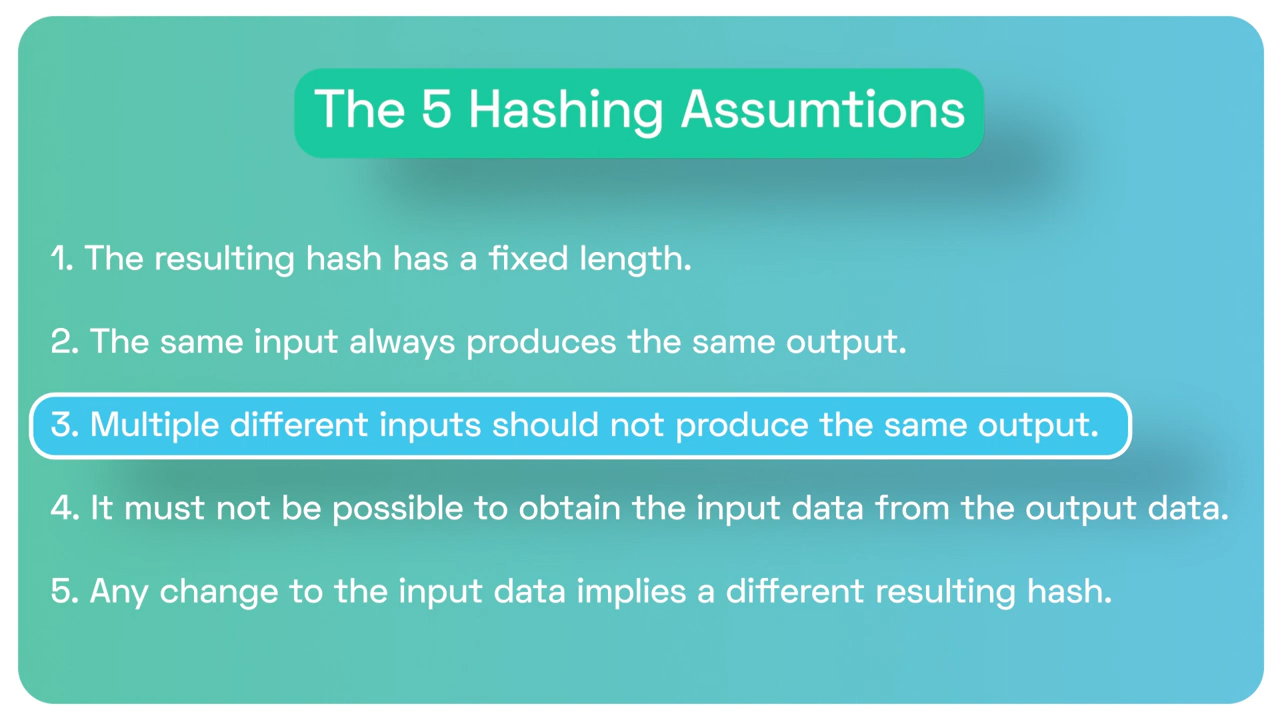 The 5 Hashing Assumtions
1. The resulting hash has a fixed length.
2. The same input always produces the same output.
3. Multiple different inputs should not produce the same output.
4. It must not be possible to obtain the input data from the output data.
5. Any change to the input data implies a different resulting hash.